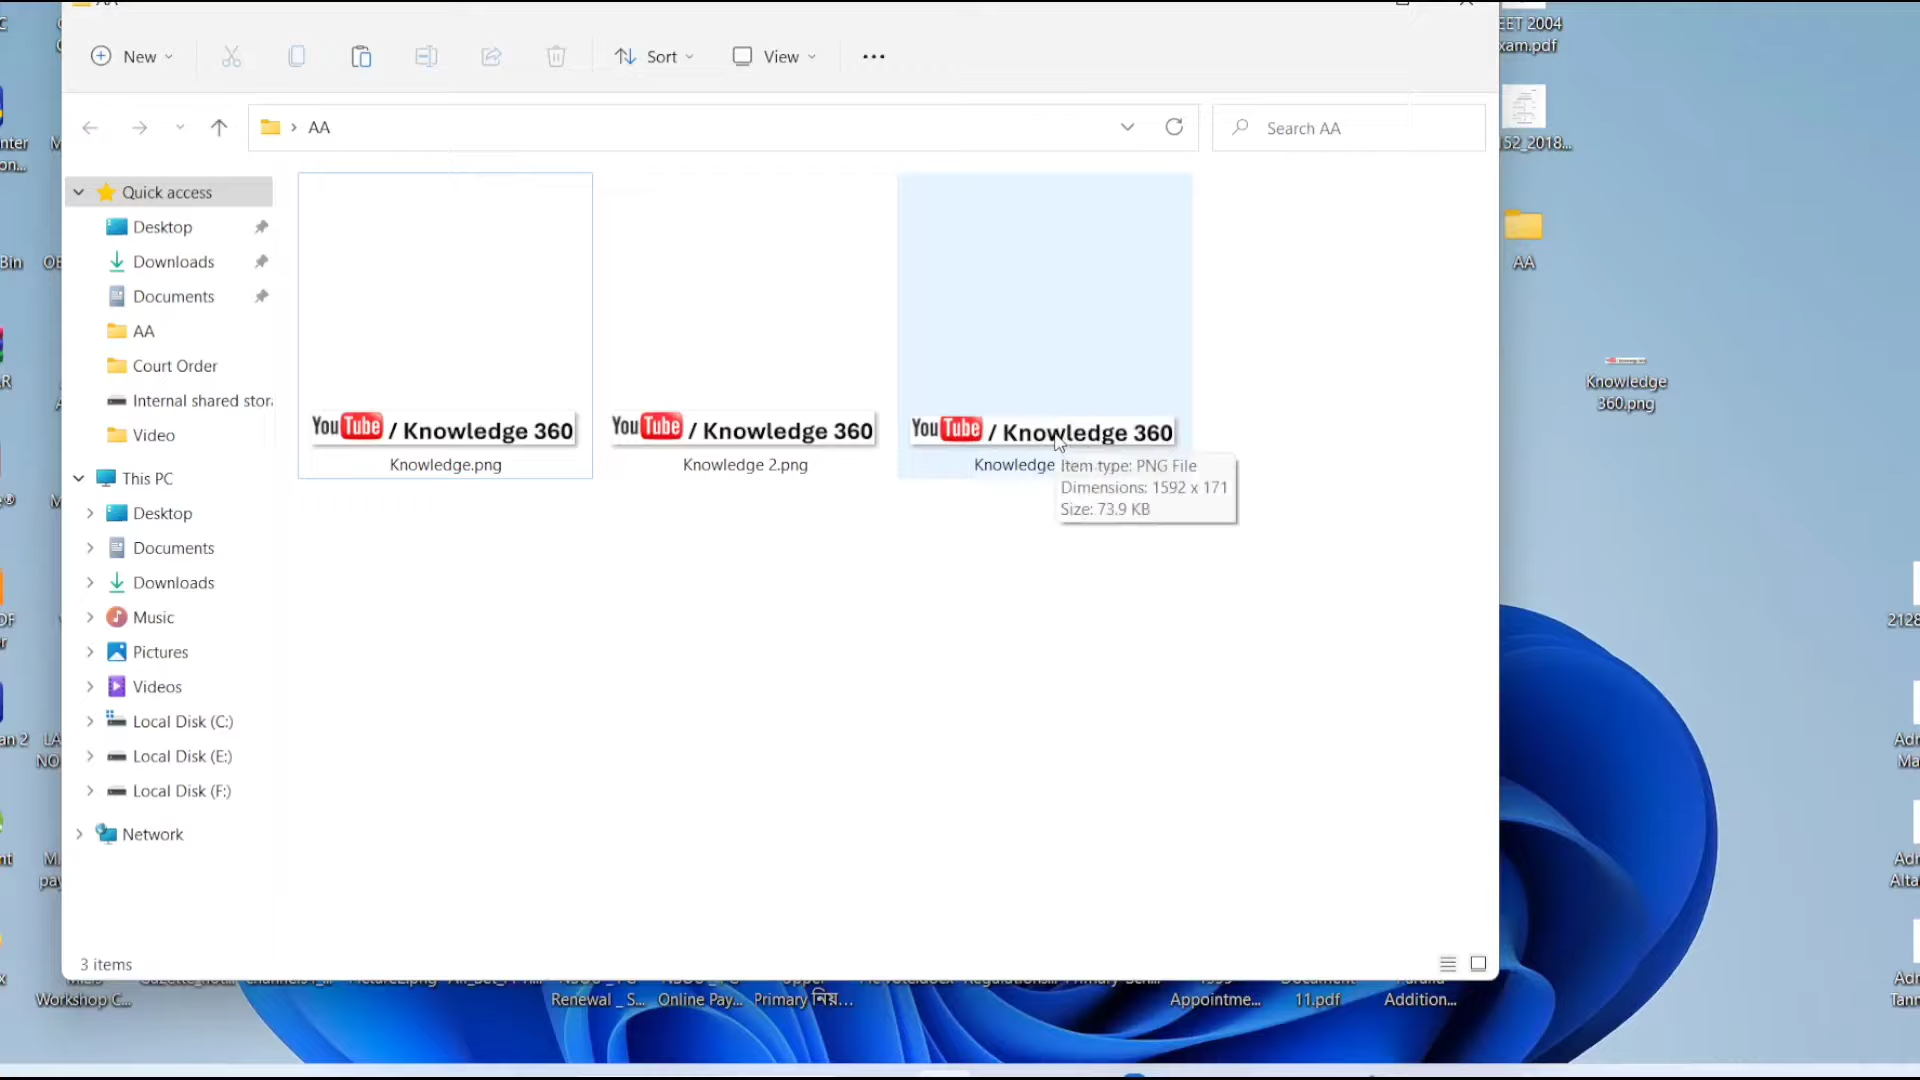 AA
New
Sort
View
AA
Search AA
Quick access
Desktop
Downloads
Documents
AA
Court Order
Internal shared stor
Video
This PC
Desktop
Documents
Downloads
Music
Pictures
Videos
Local Disk (C:)
Local Disk (E:)
Local Disk (F:)
Network
YouTube / Knowledge 360
Knowledge.png
YouTube / Knowledge 360
Knowledge 2.png
YouTube / Knowledge 360
Knowledge
Item type: PNG File
Dimensions: 1592 x 171
Size: 73.9 KB
3 items
EET 2004
xam.pdf
52_2018...
AA
Knowledge
360.png
2128
Bin
Workshop C...
Renewal _ S...
Online Pay...
Primary নিয়...
Appointme...
11.pdf
Addition...